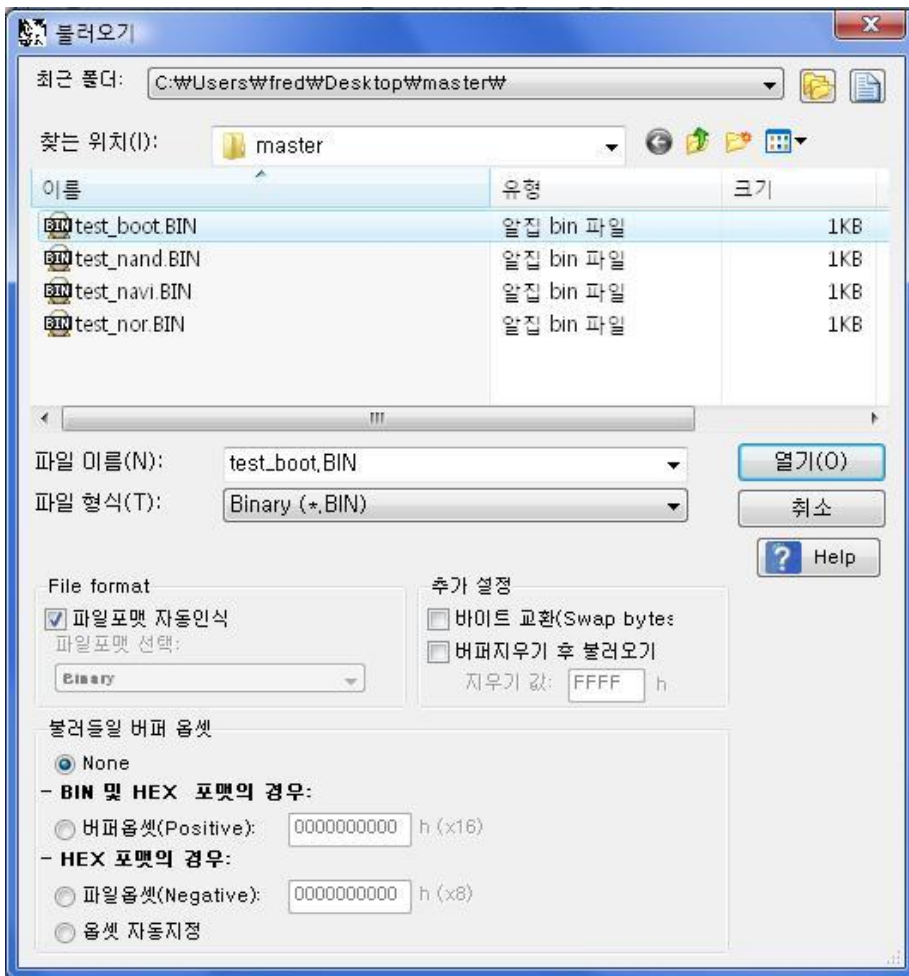 불러오기
최근 폴더: C:₩Users₩fred₩Desktop₩master₩
찾는 위치(I): master
이름 유형 크기
BIN test_boot.BIN 알집 bin 파일 1KB
BIN test_nand.BIN 알집 bin 파일 1KB
BIN test_navi.BIN 알집 bin 파일 1KB
BIN test_nor.BIN 알집 bin 파일 1KB
파일 이름(N): test_boot,BIN 열기(O)
파일 형식(T): Binary (*,BIN) 취소
? Help
File format
파일포맷 자동인식
파일포맷 선택:
Binary
추가 설정
바이트 교환(Swap bytes
버퍼지우기 후 불러오기
지우기 값: FFFF h
불러들일 버퍼 옵셋
None
- BIN 및 HEX 포맷의 경우:
버퍼옵셋(Positive): 0000000000 h (x16)
- HEX 포맷의 경우:
파일옵셋(Negative): 0000000000 h (x8)
옵셋 자동지정